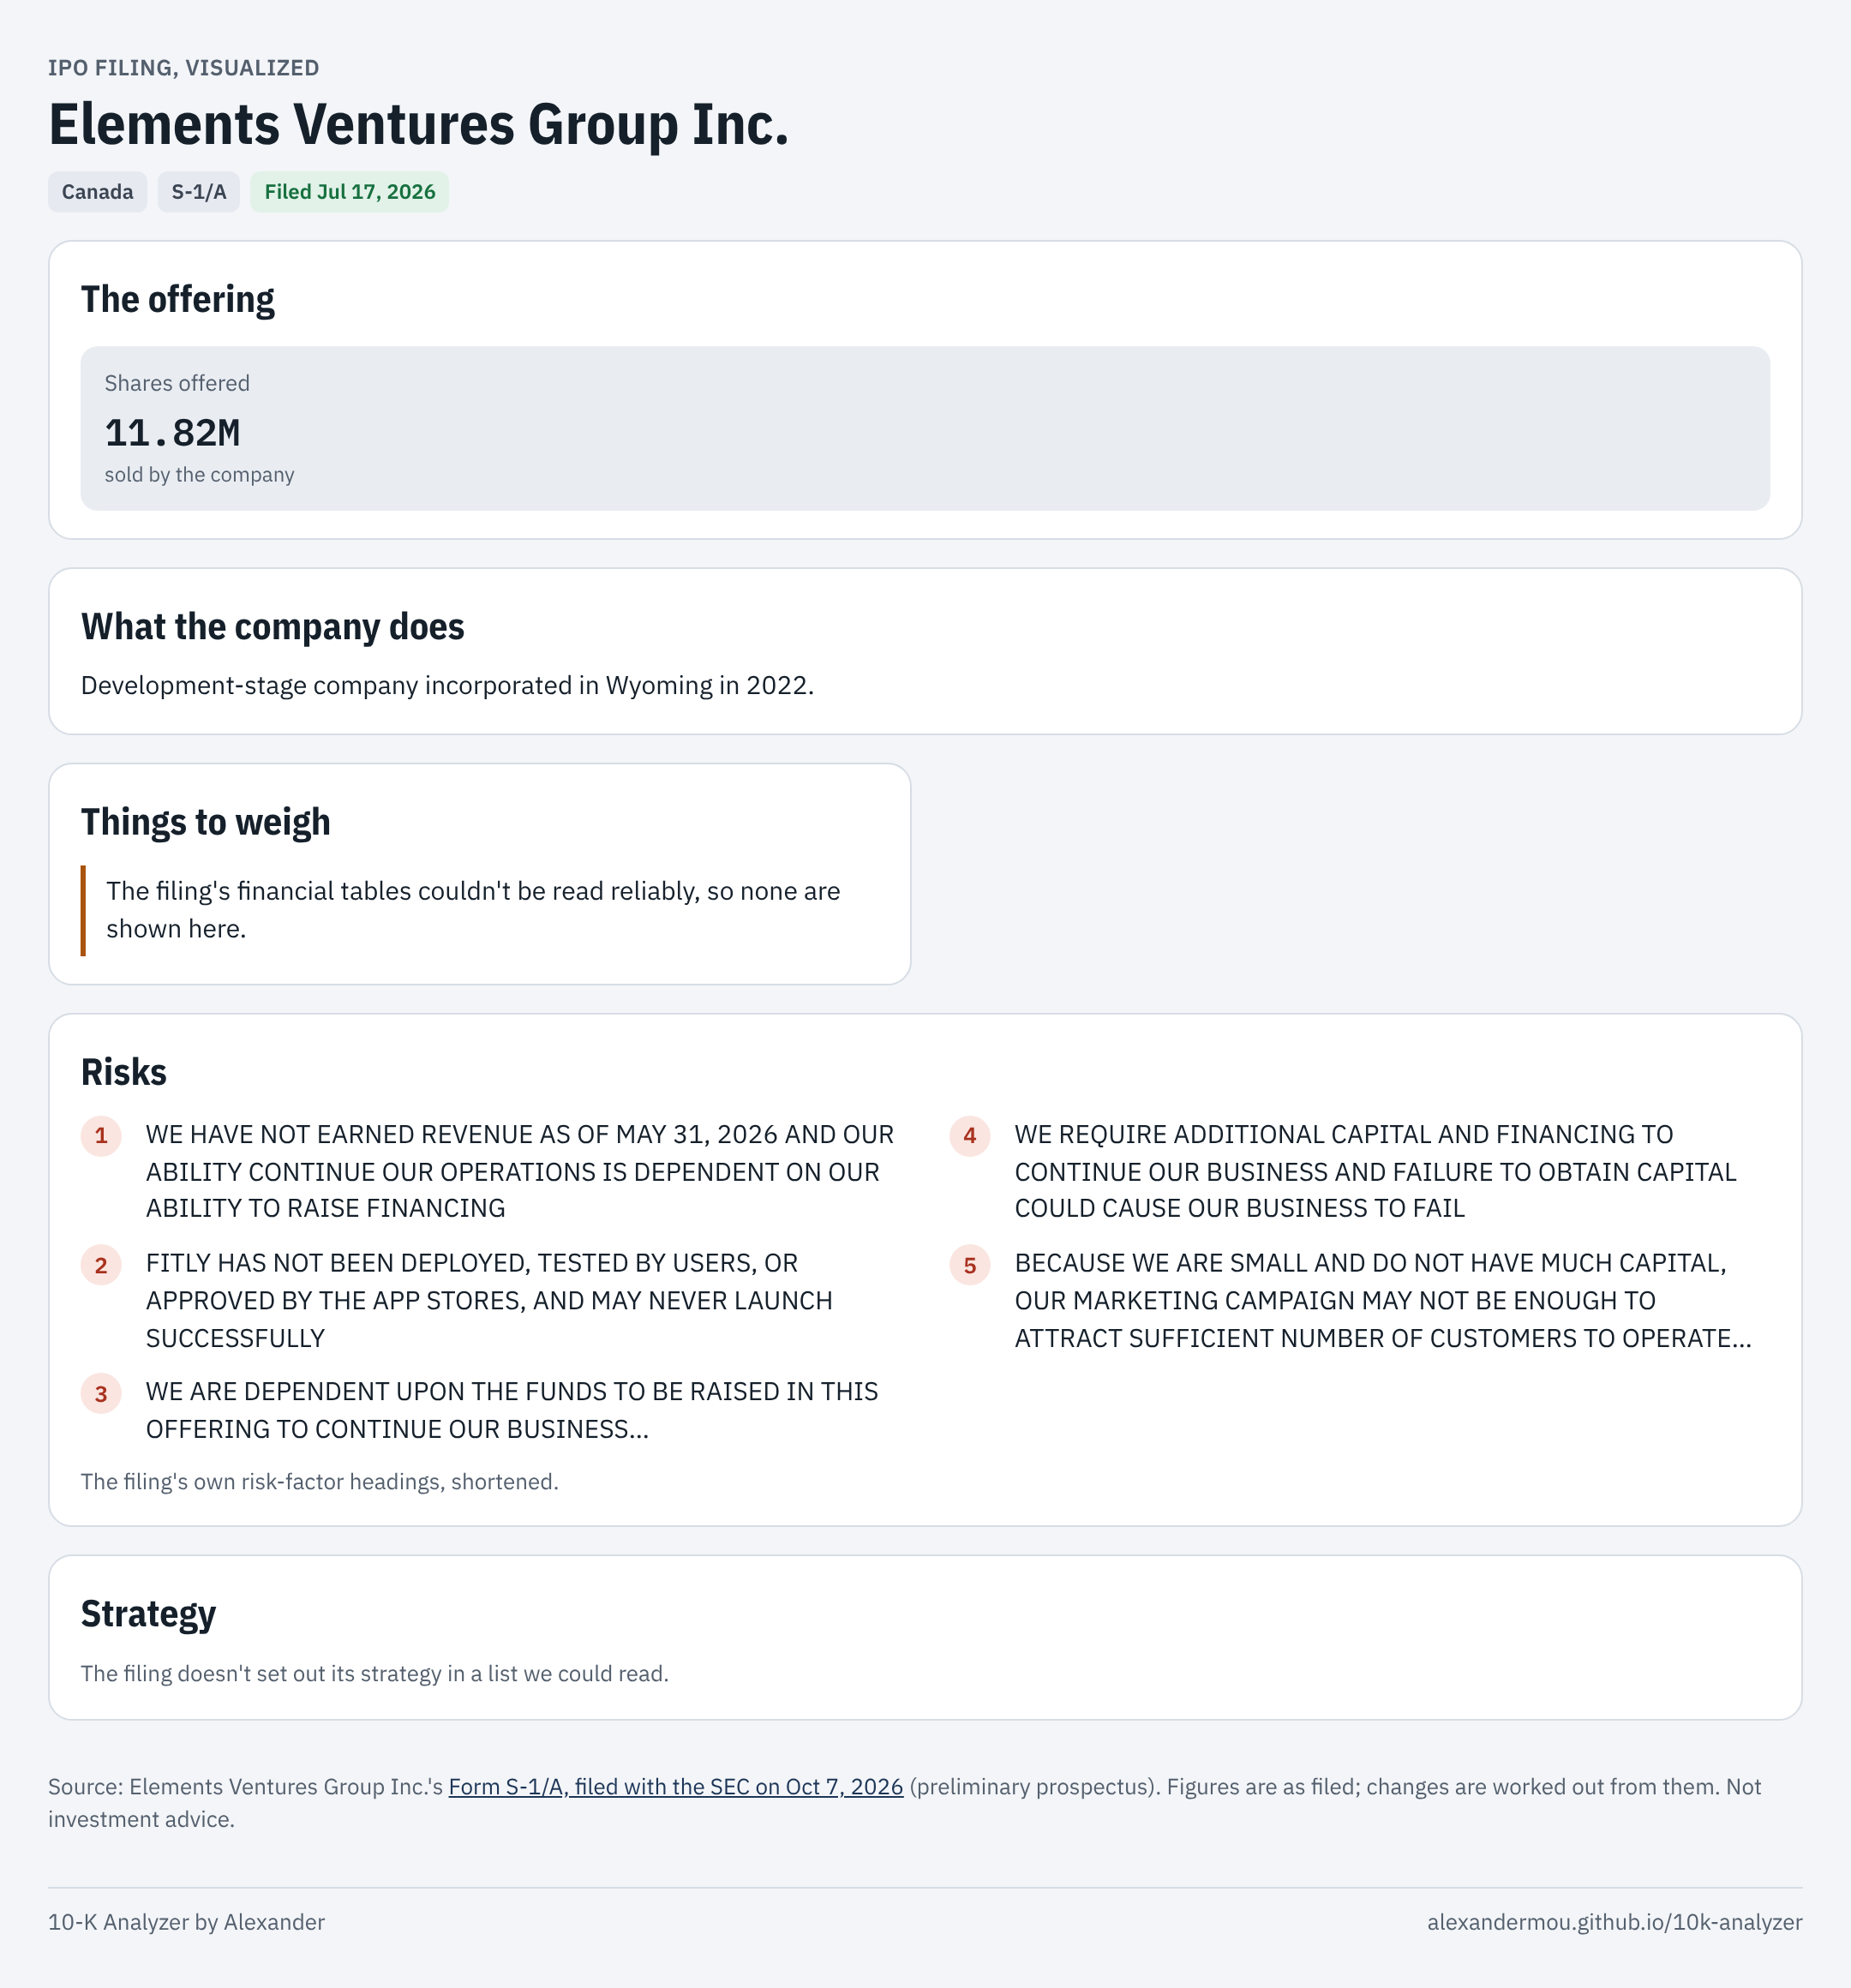 IPO FILING, VISUALIZED
Elements Ventures Group Inc.
Canada
S-1/A
Filed Jul 17, 2026
The offering
Shares offered
11.82M
sold by the company
What the company does
Development-stage company incorporated in Wyoming in 2022.
Things to weigh
The filing's financial tables couldn't be read reliably, so none are
shown here.
Risks
1
WE HAVE NOT EARNED REVENUE AS OF MAY 31, 2026 AND OUR
ABILITY CONTINUE OUR OPERATIONS IS DEPENDENT ON OUR
ABILITY TO RAISE FINANCING
2
FITLY HAS NOT BEEN DEPLOYED, TESTED BY USERS, OR
APPROVED BY THE APP STORES, AND MAY NEVER LAUNCH
SUCCESSFULLY
3
WE ARE DEPENDENT UPON THE FUNDS TO BE RAISED IN THIS
OFFERING TO CONTINUE OUR BUSINESS...
4
WE REQUIRE ADDITIONAL CAPITAL AND FINANCING TO
CONTINUE OUR BUSINESS AND FAILURE TO OBTAIN CAPITAL
COULD CAUSE OUR BUSINESS TO FAIL
5
BECAUSE WE ARE SMALL AND DO NOT HAVE MUCH CAPITAL,
OUR MARKETING CAMPAIGN MAY NOT BE ENOUGH TO
ATTRACT SUFFICIENT NUMBER OF CUSTOMERS TO OPERATE...
The filing's own risk-factor headings, shortened.
Strategy
The filing doesn't set out its strategy in a list we could read.
Source: Elements Ventures Group Inc.'s Form S-1/A, filed with the SEC on Oct 7, 2026 (preliminary prospectus). Figures are as filed; changes are worked out from them. Not
investment advice.
10-K Analyzer by Alexander
alexandermou.github.io/10k-analyzer